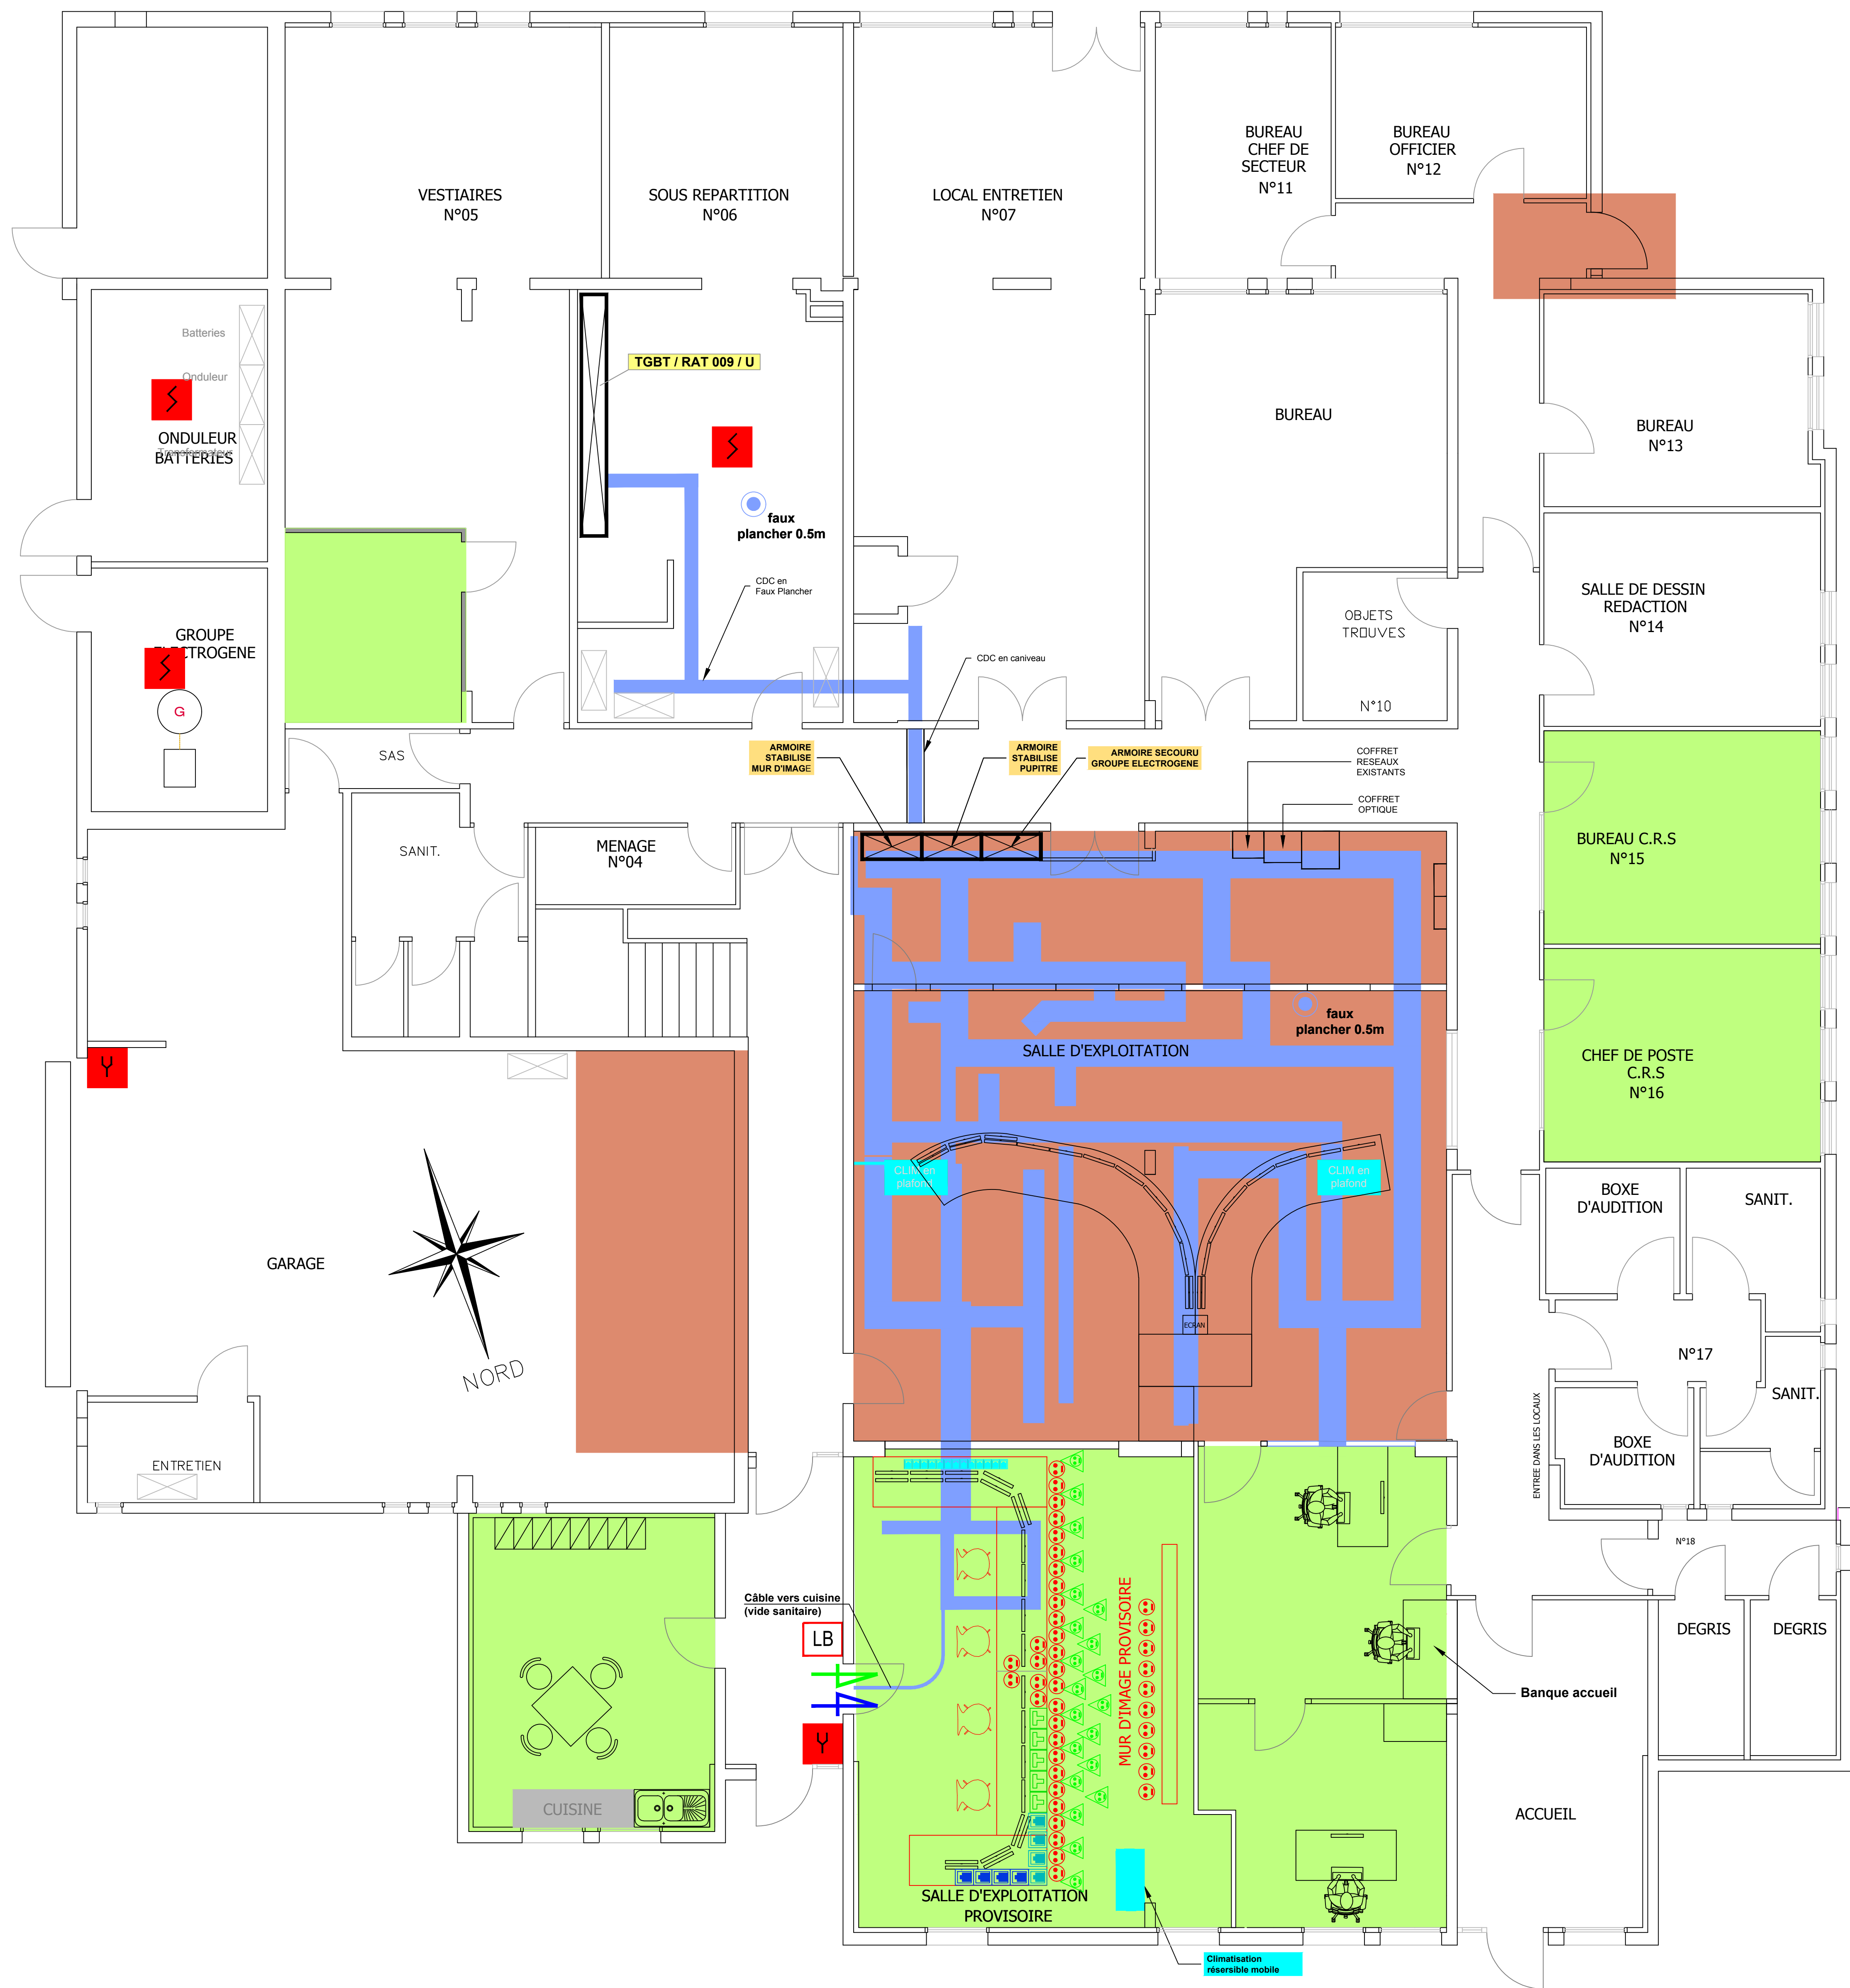 BUREAU
CHEF DE
SECTEUR
N°11
BUREAU
OFFICIER
N°12
VESTIAIRES
N°05
SOUS REPARTITION
N°06
LOCAL ENTRETIEN
N°07
Batteries
Onduleur
Transformateur
ONDULEUR
BATTERIES
TGBT / RAT 009 / U
BUREAU
BUREAU
N°13
faux
plancher 0.5m
CDC en
Faux Plancher
GROUPE
ELECTROGENE
G
OBJETS
TROUVES
N°10
SALLE DE DESSIN
REDACTION
N°14
CDC en caniveau
SAS
ARMOIRE
STABILISE
MUR D'IMAGE
ARMOIRE
STABILISE
PUPITRE
ARMOIRE SECOURU
GROUPE ELECTROGENE
COFFRET
RESEAUX
EXISTANTS
COFFRET
OPTIQUE
SANIT.
MENAGE
N°04
BUREAU C.R.S
N°15
faux
plancher 0.5m
SALLE D'EXPLOITATION
CHEF DE POSTE
C.R.S
N°16
CLIM en
plafond
CLIM en
plafond
BOXE
D'AUDITION
SANIT.
GARAGE
NORD
ECRAN
N°17
SANIT.
ENTREE DANS LES LOCAUX
BOXE
D'AUDITION
ENTRETIEN
N°18
Câble vers cuisine
(vide sanitaire)
LB
MUR D'IMAGE PROVISOIRE
DEGRIS
DEGRIS
Banque accueil
CUISINE
ACCUEIL
SALLE D'EXPLOITATION
PROVISOIRE
Climatisation
résersible mobile